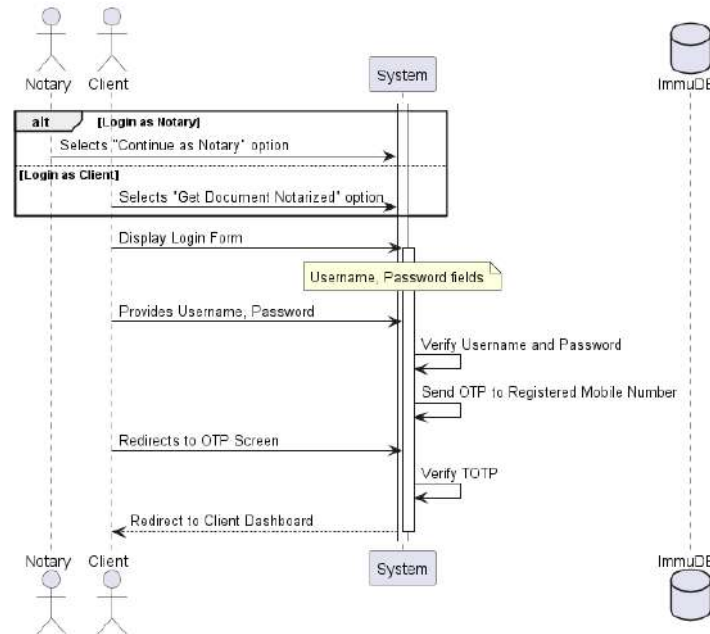 Notary Client
System
ImmuDB
alt [Login as Notary]
Selects "Continue as Notary" option
[Login as Client]
Selects "Get Document Notarized" option
Display Login Form
Username, Password fields
Provides Username, Password
Verify Username and Password
Send OTP to Registered Mobile Number
Redirects to OTP Screen
Verify TOTP
Redirect to Client Dashboard
Notary Client
System
ImmuDB